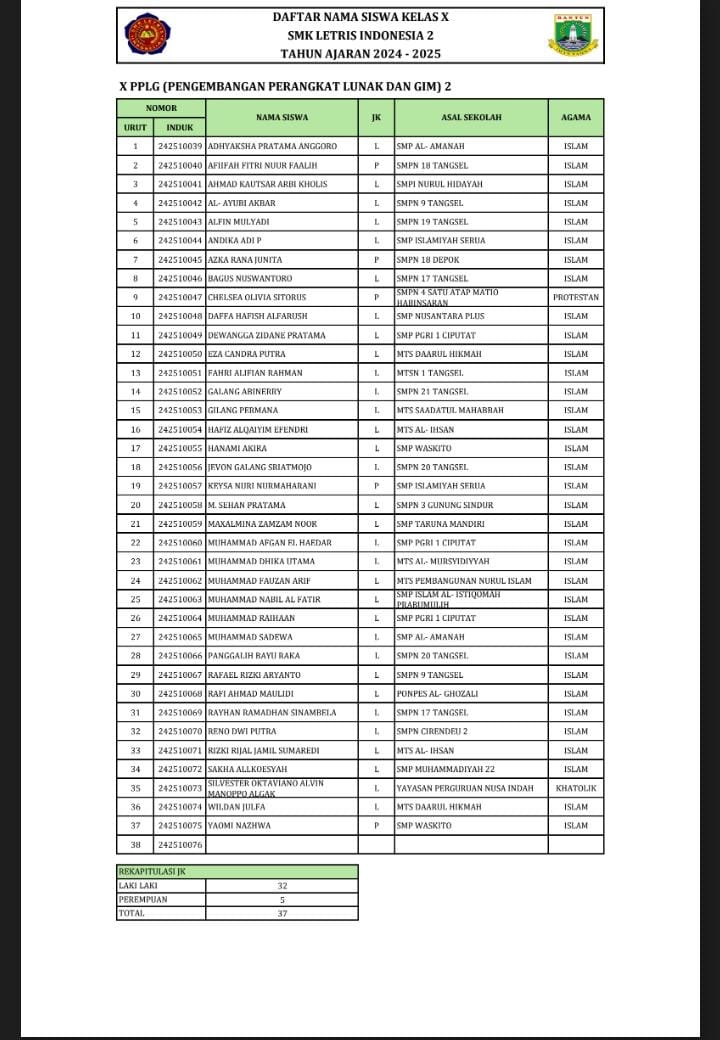 DAFTAR NAMA SISWA KELAS X
SMK LETRIS INDONESIA 2
TAHUN AJARAN 2024 - 2025
BANTEN
X PPLG (PENGEMBANGAN PERANGKAT LUNAK DAN GIM) 2
NOMOR NAMA SISWA JK ASAL SEKOLAH AGAMA
URUT INDUK
1 242510039 ADHYAKSHA PRATAMA ANGGORO L SMP AL- AMANAH ISLAM
2 242510040 AFIIFAH FITRI NUUR FAALIH P SMPN 18 TANGSEL ISLAM
3 242510041 AHMAD KAUTSAR ARBI KHOLIS L SMPI NURUL HIDAYAH ISLAM
4 242510042 AL- AYUBI AKBAR L SMPN 9 TANGSEL ISLAM
5 242510043 ALFIN MULYADI L SMPN 19 TANGSEL ISLAM
6 242510044 ANDIKA ADI P L SMP ISLAMIYAH SERUA ISLAM
7 242510045 AZKA RANA JUNITA P SMPN 18 DEPOK ISLAM
8 242510046 BAGUS NUSWANTORO L SMPN 17 TANGSEL ISLAM
9 242510047 CHELSEA OLIVIA SITORUS P SMPN 4 SATU ATAP MATIO HABINSARAN PROTESTAN
10 242510048 DAFFA HAFISH ALFARUSH L SMP NUSANTARA PLUS ISLAM
11 242510049 DEWANGGA ZIDANE PRATAMA L SMP PGRI 1 CIPUTAT ISLAM
12 242510050 EZA CANDRA PUTRA L MTS DAARUL HIKMAH ISLAM
13 242510051 FAHRI ALIFIAN RAHMAN L MTSN 1 TANGSEL ISLAM
14 242510052 GALANG ABINERRY L SMPN 21 TANGSEL ISLAM
15 242510053 GILANG PERMANA L MTS SAADATUL MAHABBAH ISLAM
16 242510054 HAFIZ ALQAIYIM EFENDRI L MTS AL- IHSAN ISLAM
17 242510055 HANAMI AKIRA L SMP WASKITO ISLAM
18 242510056 JEVON GALANG SRIATMOJO L SMPN 20 TANGSEL ISLAM
19 242510057 KEYSA NURI NURMAHARANI P SMP ISLAMIYAH SERUA ISLAM
20 242510058 M. SEHAN PRATAMA L SMPN 3 GUNUNG SINDUR ISLAM
21 242510059 MAXALMINA ZAMZAM NOOR L SMP TARUNA MANDIRI ISLAM
22 242510060 MUHAMMAD AFGAN EL HAEDAR L SMP PGRI 1 CIPUTAT ISLAM
23 242510061 MUHAMMAD DHIKA UTAMA L MTS AL- MURSYIDIYYAH ISLAM
24 242510062 MUHAMMAD FAUZAN ARIF L MTS PEMBANGUNAN NURUL ISLAM ISLAM
25 242510063 MUHAMMAD NABIL AL FATIR L SMP ISLAM AL- ISTIQOMAH PRABUMULIH ISLAM
26 242510064 MUHAMMAD RAIHAAN L SMP PGRI 1 CIPUTAT ISLAM
27 242510065 MUHAMMAD SADEWA L SMP AL- AMANAH ISLAM
28 242510066 PANGGALIH BAYU RAKA L SMPN 20 TANGSEL ISLAM
29 242510067 RAFAEL RIZKI ARYANTO L SMPN 9 TANGSEL ISLAM
30 242510068 RAFI AHMAD MAULIDI L PONPES AL- GHOZALI ISLAM
31 242510069 RAYHAN RAMADHAN SINAMBELA L SMPN 17 TANGSEL ISLAM
32 242510070 RENO DWI PUTRA L SMPN CIRENDEU 2 ISLAM
33 242510071 RIZKI RIJAL JAMIL SUMAREDI L MTS AL- IHSAN ISLAM
34 242510072 SAKHA ALLKOESYAH L SMP MUHAMMADIYAH 22 ISLAM
35 242510073 SILVESTER OKTAVIANO ALVIN MANOPPO ALGAK L YAYASAN PERGURUAN NUSA INDAH KHATOLIK
36 242510074 WILDAN JULFA L MTS DAARUL HIKMAH ISLAM
37 242510075 YAOMI NAZHWA P SMP WASKITO ISLAM
38 242510076
REKAPITULASI JK
LAKI LAKI 32
PEREMPUAN 5
TOTAL 37